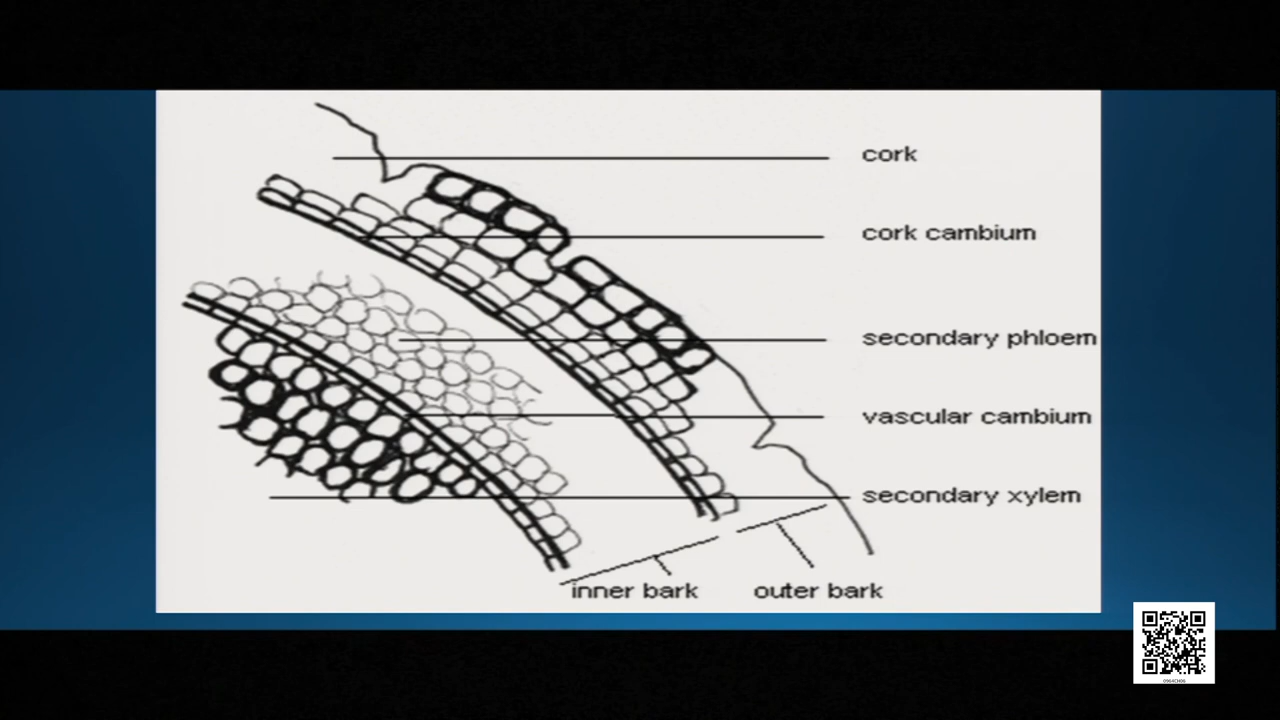 cork
cork cambium
secondary phloem
vascular cambium
secondary xylem
inner bark
outer bark